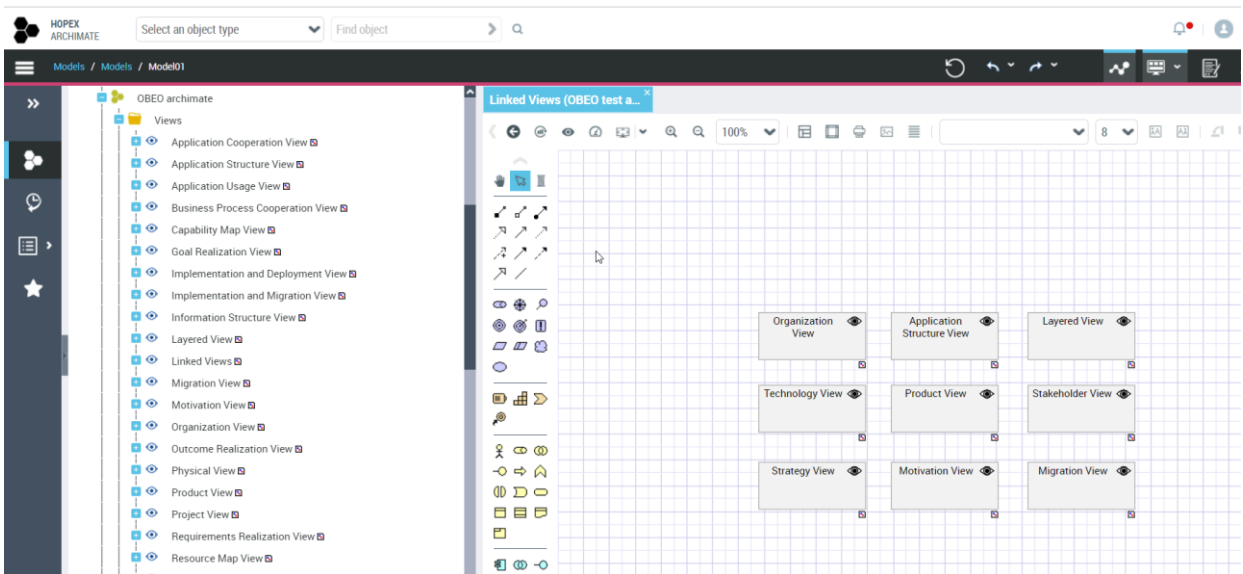 HOPEX
ARCHIMATE
Select an object type
Find object
Models / Models / Model01
OBEO archimate
Views
Application Cooperation View
Application Structure View
Application Usage View
Business Process Cooperation View
Capability Map View
Goal Realization View
Implementation and Deployment View
Implementation and Migration View
Information Structure View
Layered View
Linked Views
Migration View
Motivation View
Organization View
Outcome Realization View
Physical View
Product View
Project View
Requirements Realization View
Resource Map View
Linked Views (OBEO test a...
100%
8
Organization
View
Application
Structure View
Layered View
Technology View
Product View
Stakeholder View
Strategy View
Motivation View
Migration View